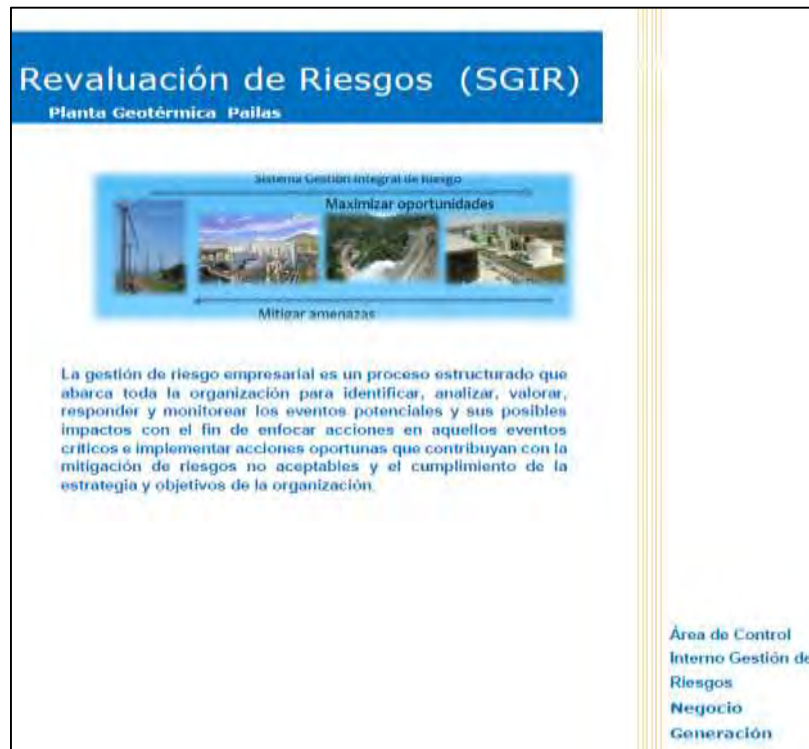 Revaluación de Riesgos (SGIR)
Planta Geotérmica Pailas
Sistema Gestión Integral de Riesgo
Maximizar oportunidades
Mitigar amenazas
La gestión de riesgo empresarial es un proceso estructurado que
abarca toda la organización para identificar, analizar, valorar,
responder y monitorear los eventos potenciales y sus posibles
impactos con el fin de enfocar acciones en aquellos eventos
críticos e implementar acciones oportunas que contribuyan con la
mitigación de riesgos no aceptables y el cumplimiento de la
estrategia y objetivos de la organización.
Área de Control
Interno Gestión de
Riesgos
Negocio
Generación